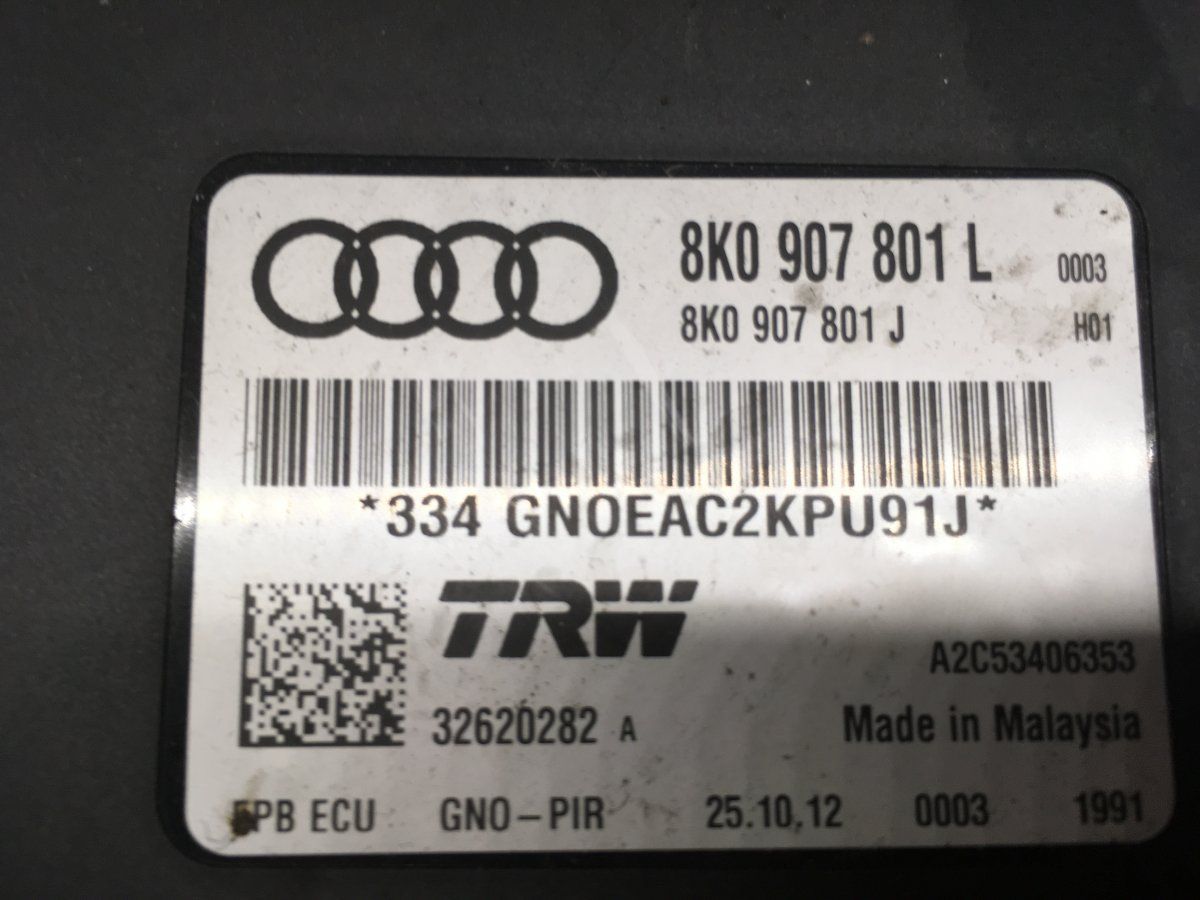 8K0 907 801 L 0003
8K0 907 801 J H01
*334 GNOEAC2KPU91J*
TRW
A2C53406353
32620282 A Made in Malaysia
EPB ECU GNO-PIR 25.10.12 0003 1991